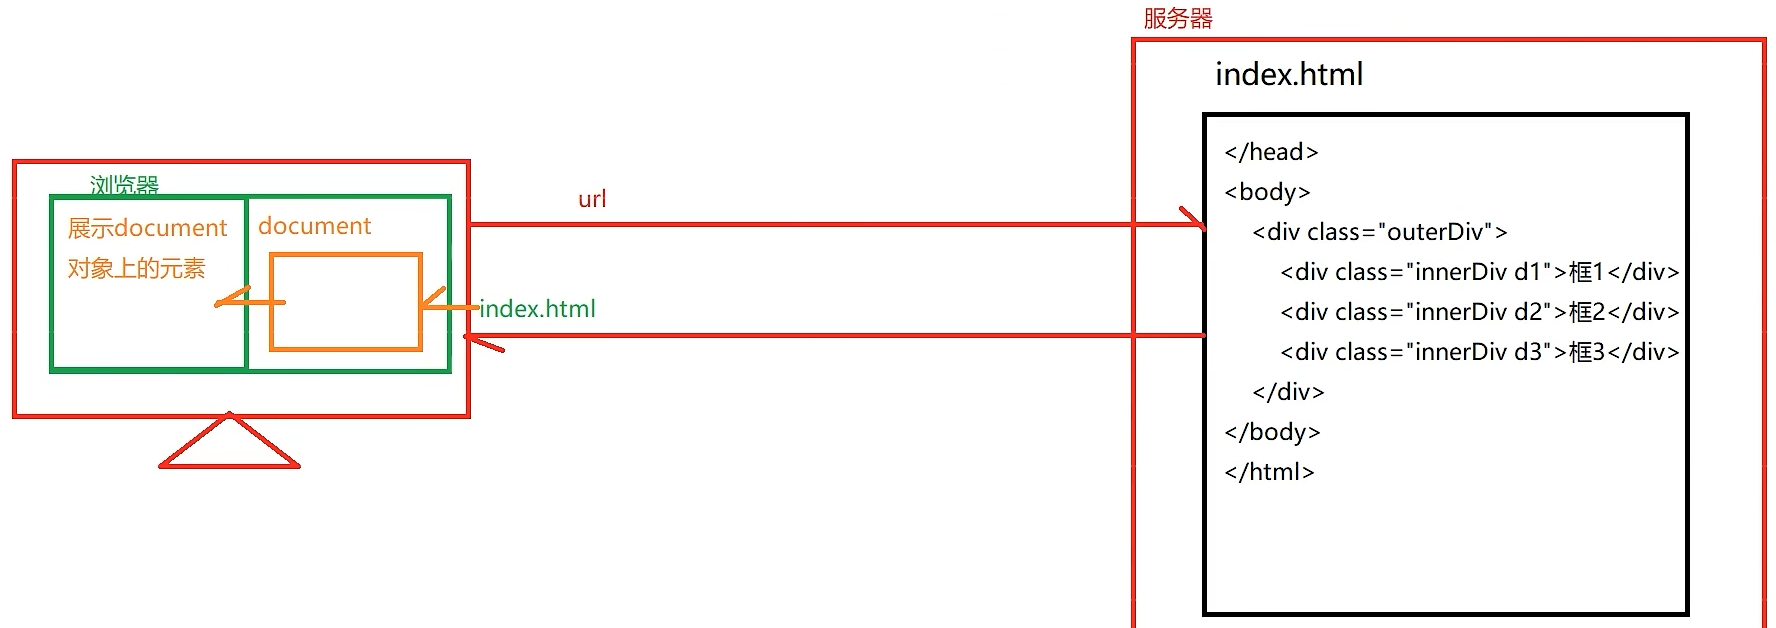 服务器
index.html
</head>
<body>
<div class="outerDiv">
<div class="innerDiv d1">框1</div>
<div class="innerDiv d2">框2</div>
<div class="innerDiv d3">框3</div>
</div>
</body>
</html>
浏览器
展示document
对象上的元素
document
url
index.html